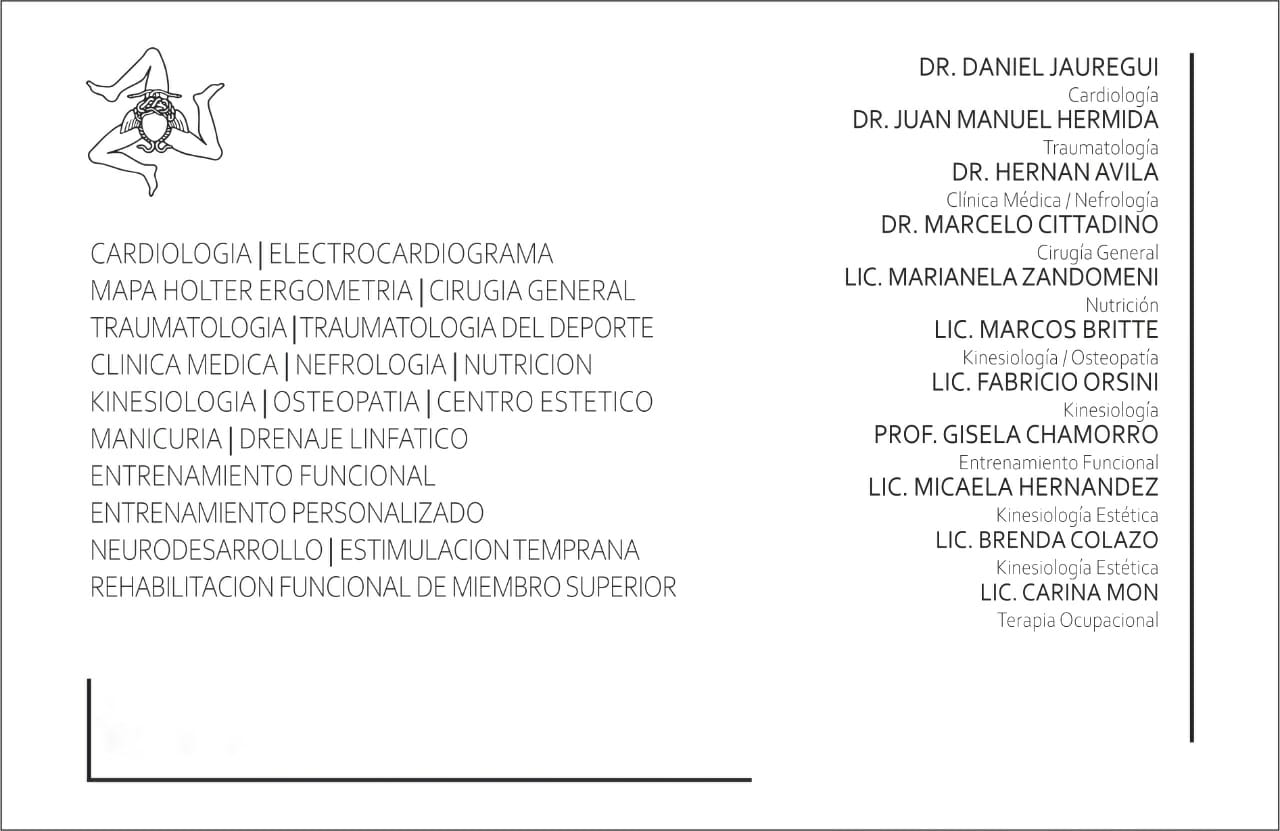 CARDIOLOGIA | ELECTROCARDIOGRAMA
MAPA HOLTER ERGOMETRIA | CIRUGIA GENERAL
TRAUMATOLOGIA | TRAUMATOLOGIA DEL DEPORTE
CLINICA MEDICA | NEFROLOGIA | NUTRICION
KINESIOLOGIA | OSTEOPATIA | CENTRO ESTETICO
MANICURIA | DRENAJE LINFATICO
ENTRENAMIENTO FUNCIONAL
ENTRENAMIENTO PERSONALIZADO
NEURODESARROLLO | ESTIMULACION TEMPRANA
REHABILITACION FUNCIONAL DE MIEMBRO SUPERIOR
DR. DANIEL JAUREGUI
Cardiología
DR. JUAN MANUEL HERMIDA
Traumatología
DR. HERNAN AVILA
Clínica Médica / Nefrología
DR. MARCELO CITTADINO
Cirugía General
LIC. MARIANELA ZANDOMENI
Nutrición
LIC. MARCOS BRITTE
Kinesiología / Osteopatía
LIC. FABRICIO ORSINI
Kinesiología
PROF. GISELA CHAMORRO
Entrenamiento Funcional
LIC. MICAELA HERNANDEZ
Kinesiología Estética
LIC. BRENDA COLAZO
Kinesiología Estética
LIC. CARINA MON
Terapia Ocupacional